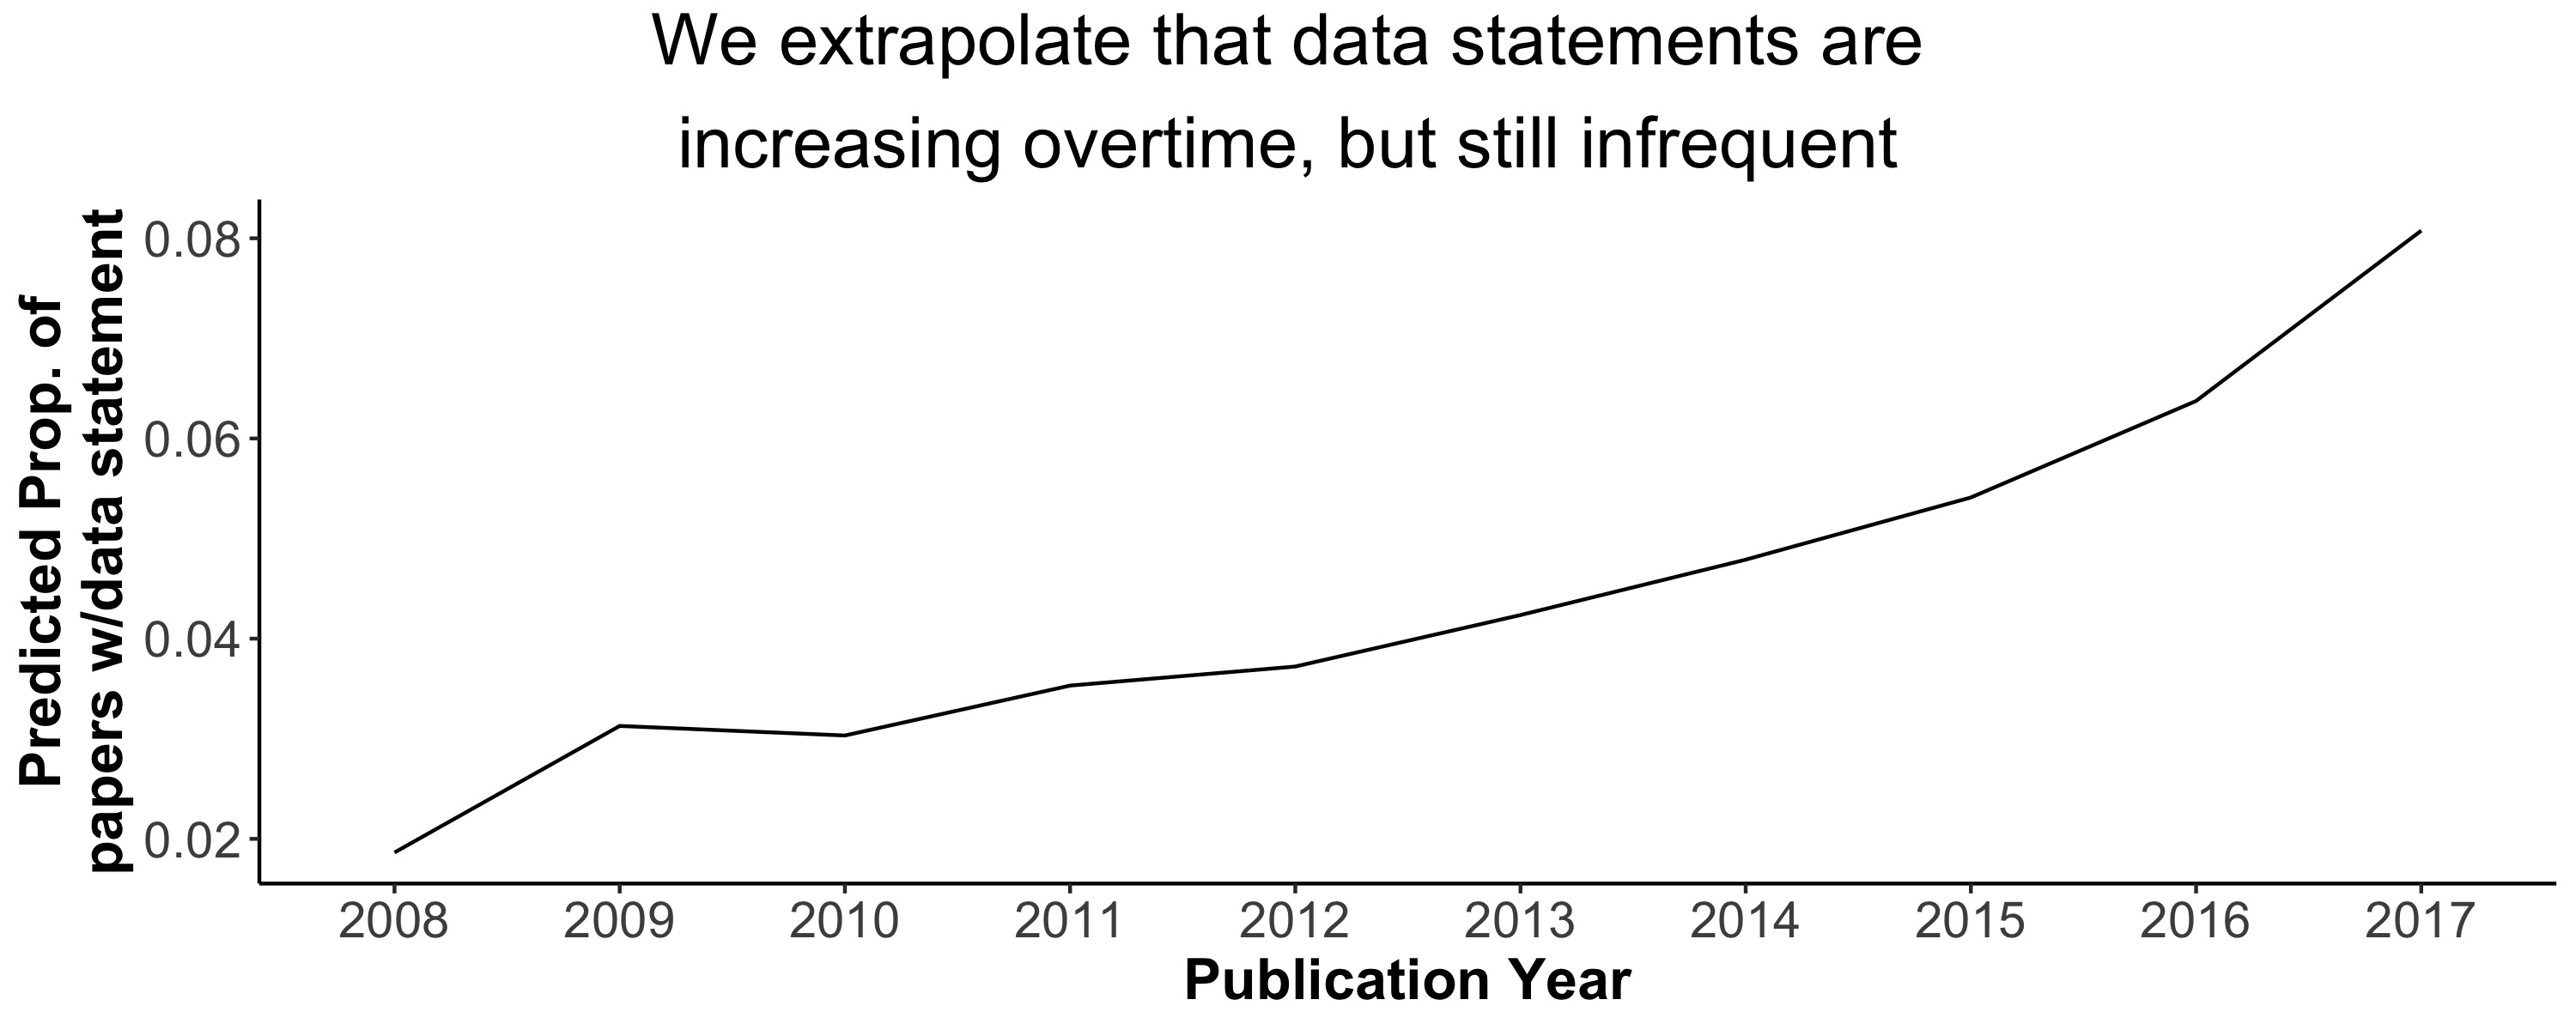 We extrapolate that data statements are
increasing overtime, but still infrequent
Predicted Prop. of
papers w/data statement
0.08
0.06
0.04
0.02
2008 2009 2010 2011 2012 2013 2014 2015 2016 2017
Publication Year